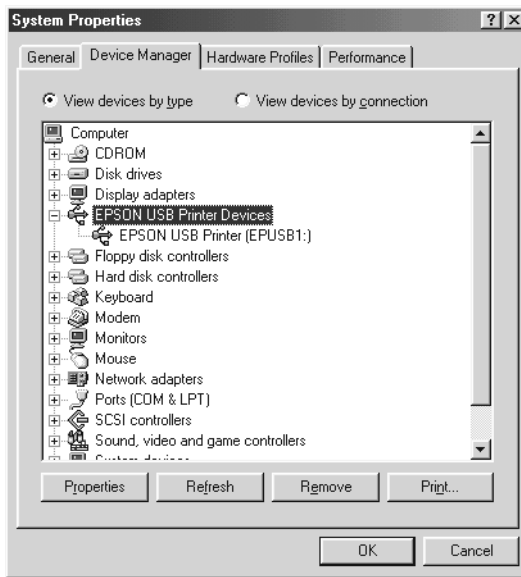 System Properties
General Device Manager Hardware Profiles Performance
View devices by type View devices by connection
Computer
CDROM
Disk drives
Display adapters
EPSON USB Printer Devices
EPSON USB Printer (EPUSB1:)
Floppy disk controllers
Hard disk controllers
Keyboard
Modem
Monitors
Mouse
Network adapters
Ports (COM & LPT)
SCSI controllers
Sound, video and game controllers
System devices
Properties Refresh Remove Print...
OK Cancel